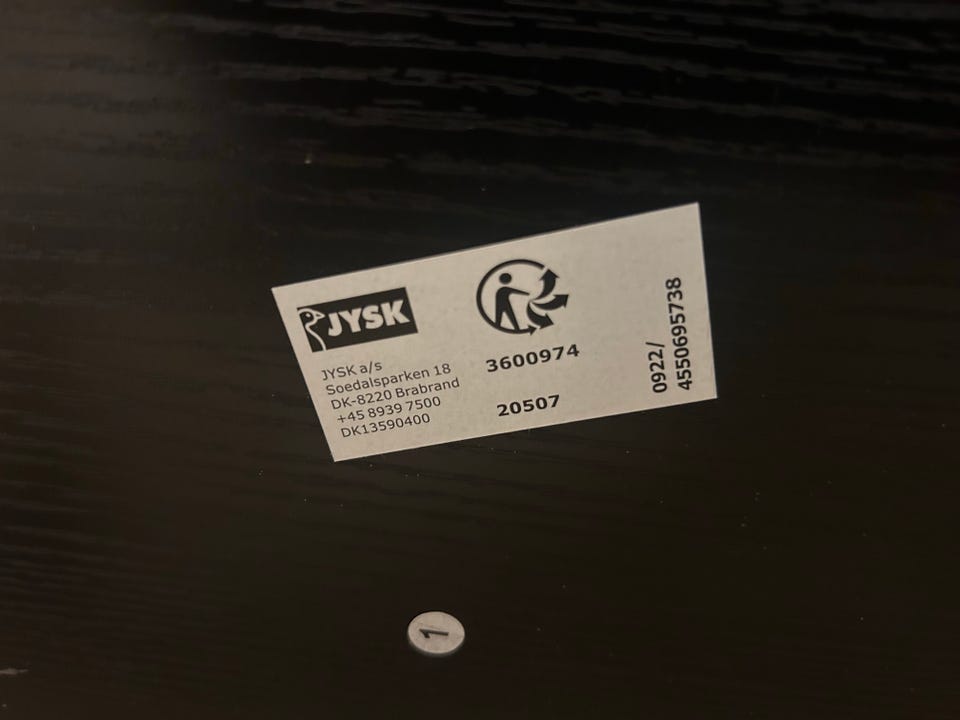 JYSK
JYSK a/s
Soedalsparken 18
DK-8220 Brabrand
+45 8939 7500
DK13590400
3600974
20507
0922/
4550695738
1